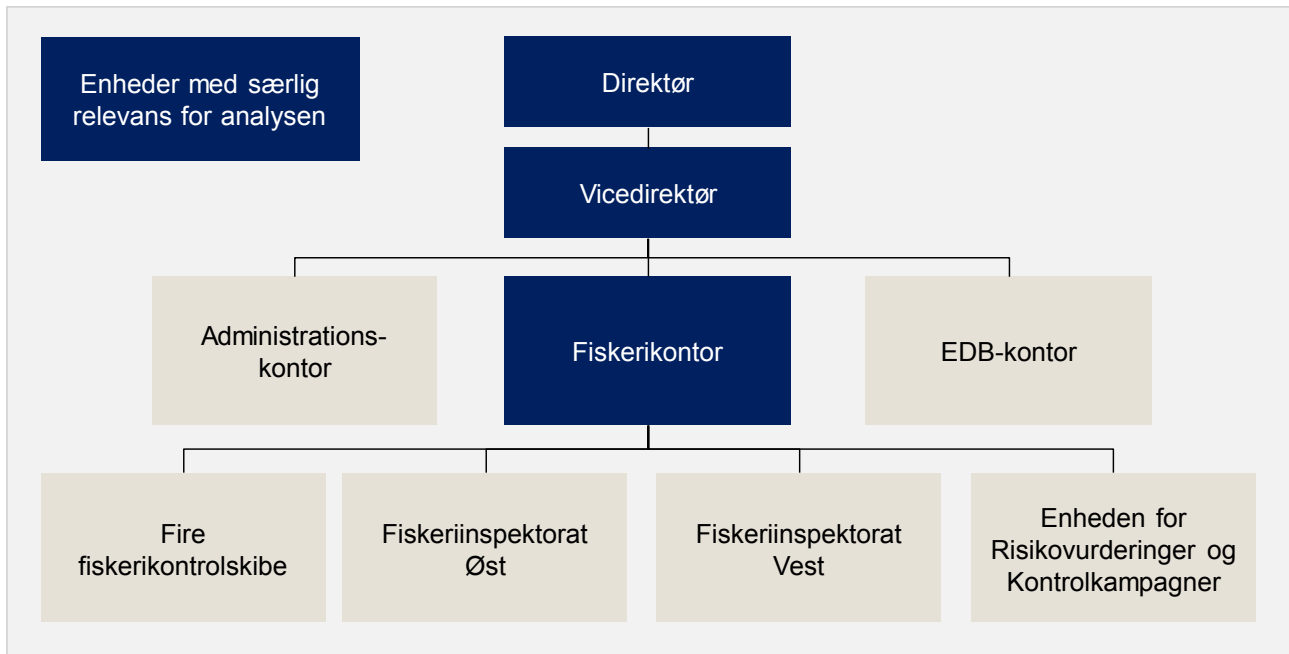 Enheder med særlig
relevans for analysen
Direktør
Vicedirektør
Administrations-
kontor
Fiskerikontor
EDB-kontor
Fire
fiskerikontrolskibe
Fiskeriinspektorat
Øst
Fiskeriinspektorat
Vest
Enheden for
Risikovurderinger og
Kontrolkampagner